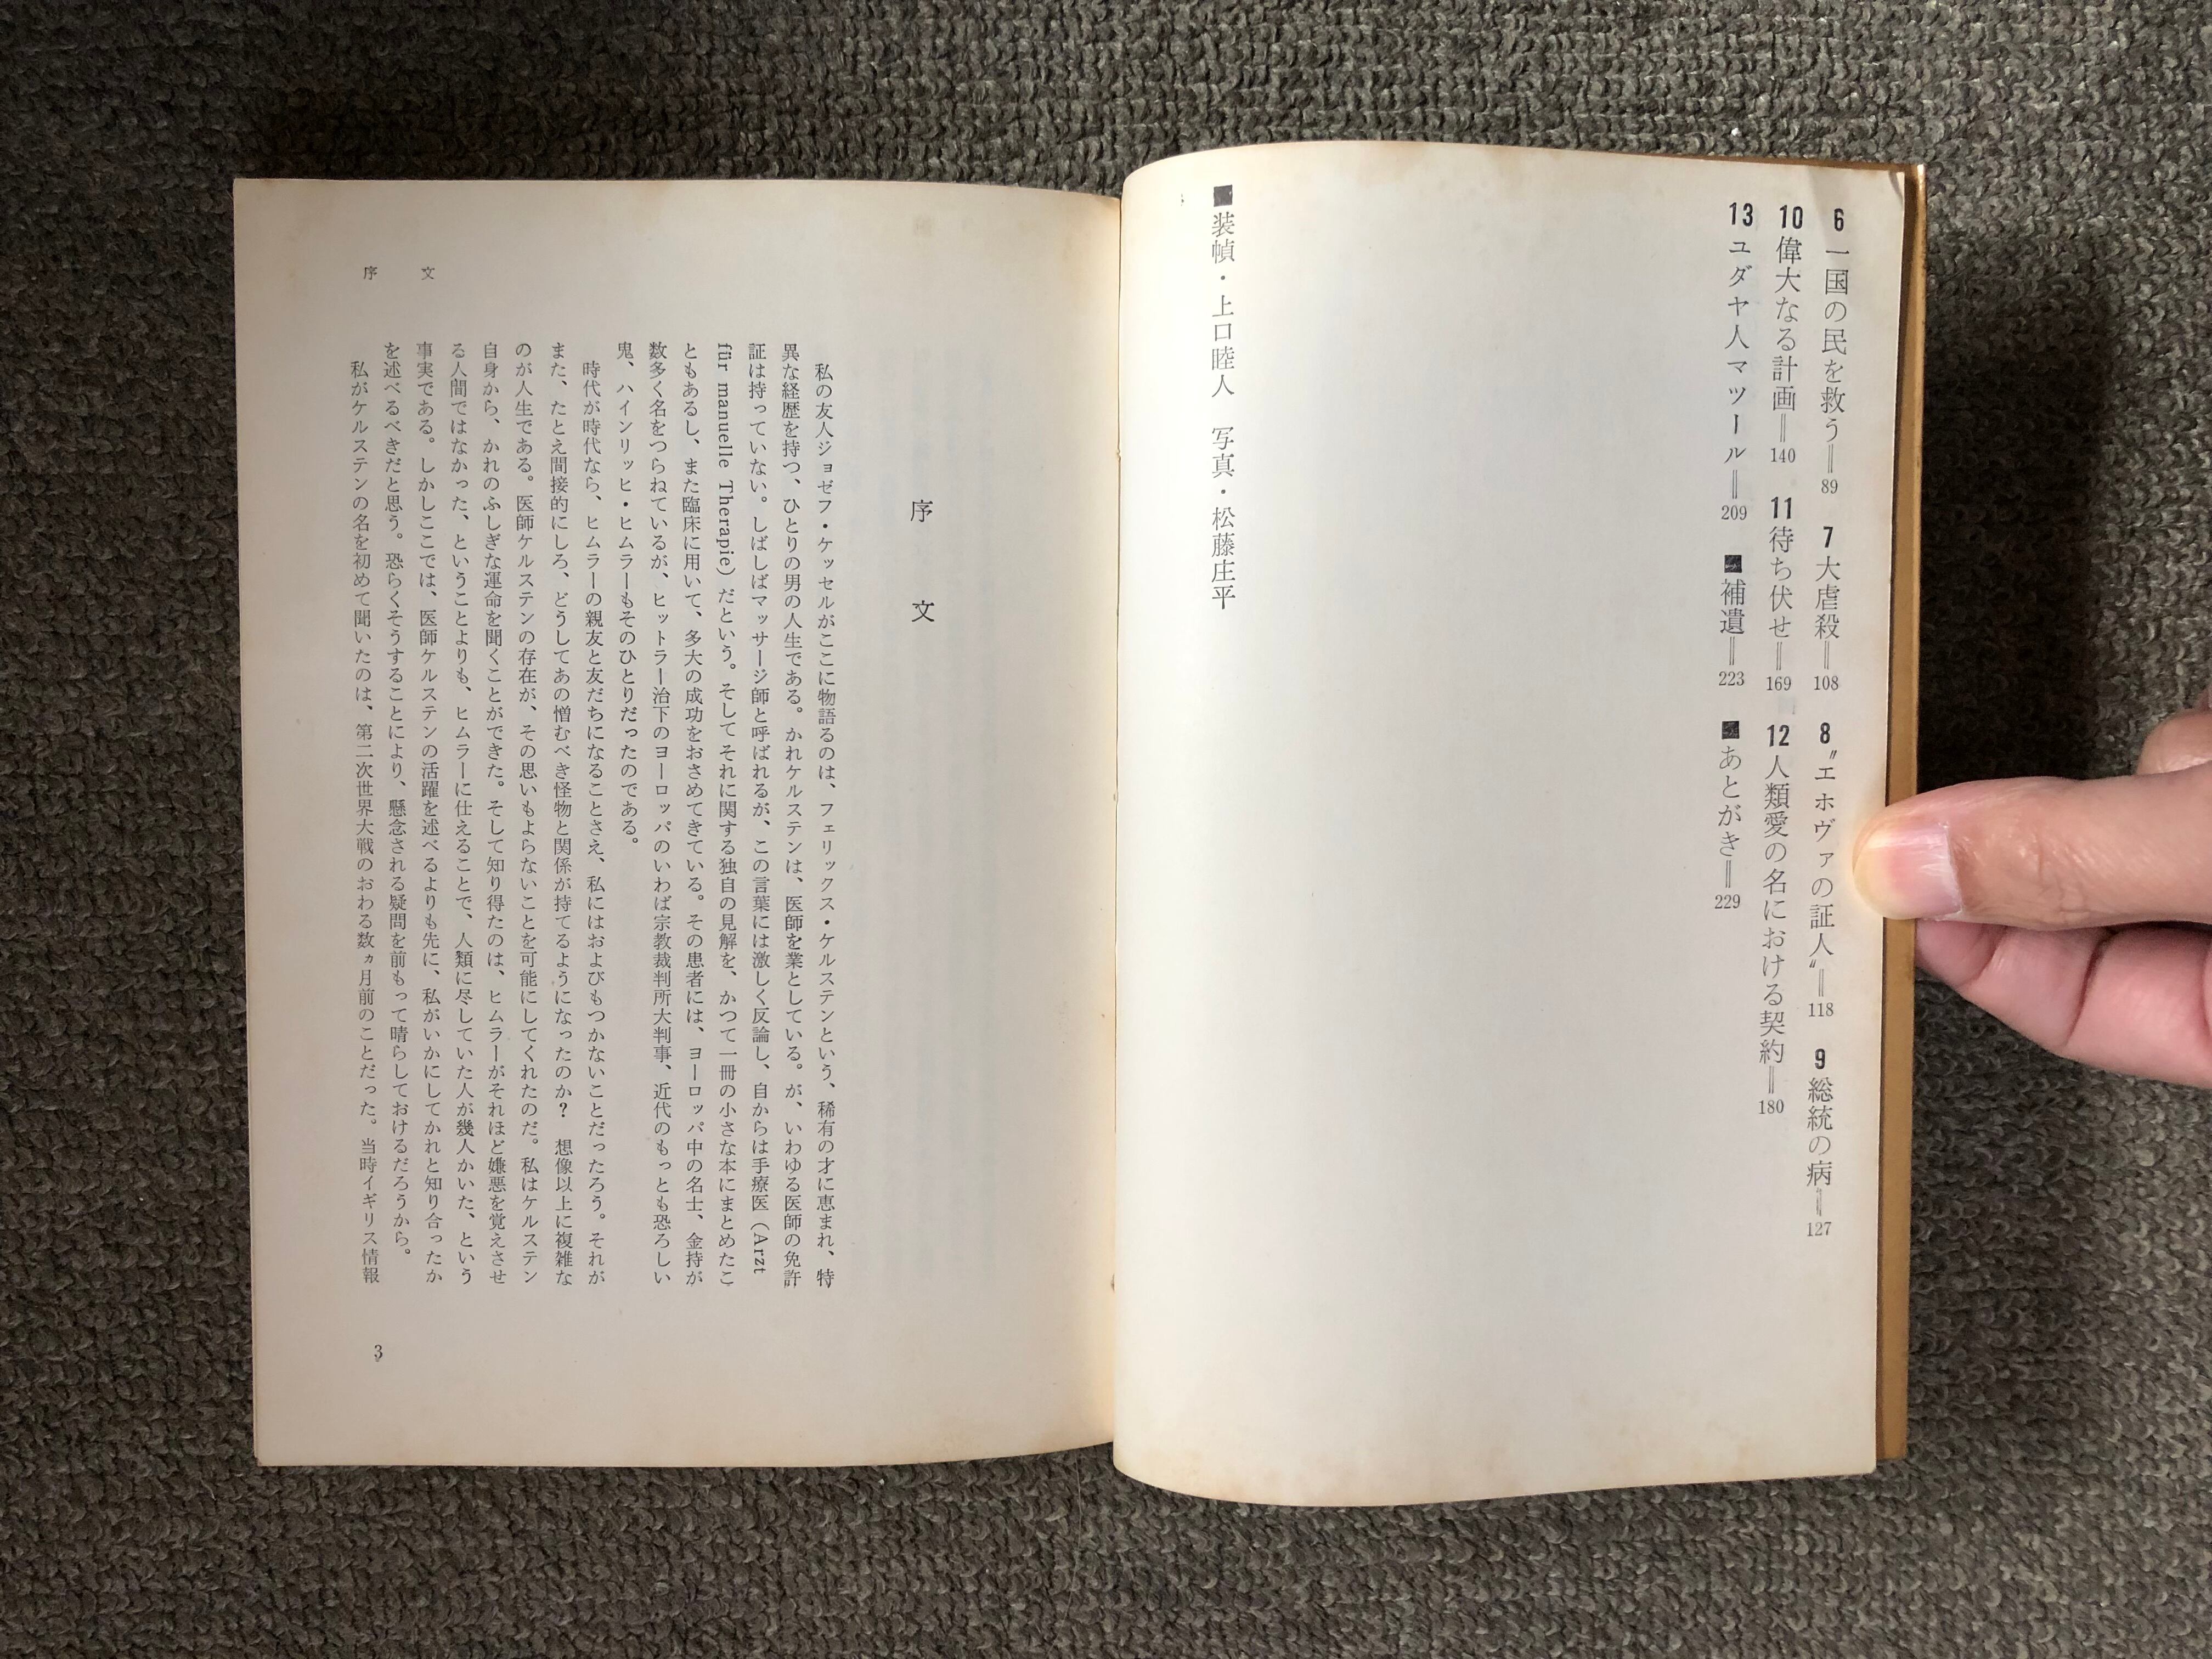 6 一国の民を救う＝89 7 大虐殺＝108 8 〝エホヴァの証人〟＝118 9 総統の病＝127
10 偉大なる計画＝140 11 待ち伏せ＝169 12 人類愛の名における契約＝180
13 ユダヤ人マツール＝209 ■補遺＝223 ■あとがき＝229
■装幀・上口睦人 写真・松藤庄平
序文
私の友人ジョゼフ・ケッセルがここに物語るのは、フェリックス・ケルステンという、稀有の才に恵まれ、特
異な経歴を持つ、ひとりの男の人生である。かれケルステンは、医師を業としている。が、いわゆる医師の免許
証は持っていない。しばしばマッサージ師と呼ばれるが、この言葉には激しく反論し、自からは手療医（Arzt
für manuelle Therapie）だという。そしてそれに関する独自の見解を、かつて一冊の小さな本にまとめたこ
ともあるし、また臨床に用いて、多大の成功をおさめてきている。その患者には、ヨーロッパ中の名士、金持が
数多く名をつらねているが、ヒットラー治下のヨーロッパのいわば宗教裁判所大判事、近代のもっとも恐ろしい
鬼、ハインリッヒ・ヒムラーもそのひとりだったのである。
時代が時代なら、ヒムラーの親友と友だちになることさえ、私にはおよびもつかないことだったろう。それが
また、たとえ間接的にしろ、どうしてあの憎むべき怪物と関係が持てるようになったのか？ 想像以上に複雑な
のが人生である。医師ケルステンの存在が、その思いもよらないことを可能にしてくれたのだ。私はケルステン
自身から、かれのふしぎな運命を聞くことができた。そして知り得たのは、ヒムラーがそれほど嫌悪を覚えさせ
る人間ではなかった、ということよりも、ヒムラーに仕えることで、人類に尽していた人が幾人かいた、という
事実である。しかしここでは、医師ケルステンの活躍を述べるよりも先に、私がいかにしてかれと知り合ったか
を述べるべきだと思う。恐らくそうすることにより、懸念される疑問を前もって晴らしておけるだろうから。
私がケルステンの名を初めて聞いたのは、第二次世界大戦のおわる数ヵ月前のことだった。当時イギリス情報
序文
3